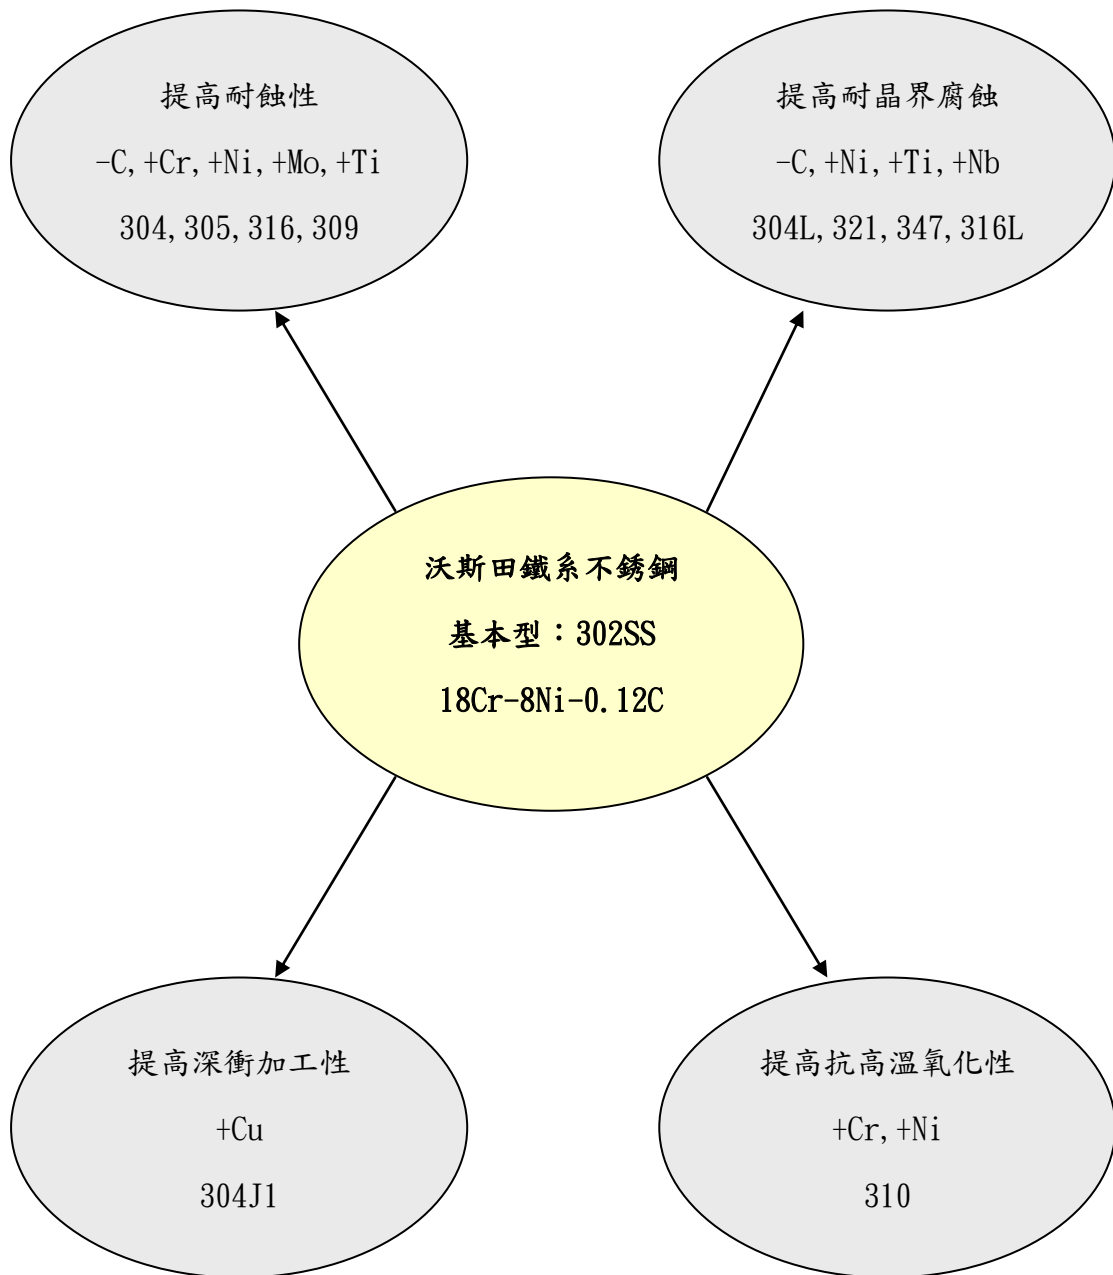 提高耐蝕性
-C,+Cr,+Ni,+Mo,+Ti
304,305,316,309
提高耐晶界腐蝕
-C,+Ni,+Ti,+Nb
304L,321,347,316L
沃斯田鐵系不銹鋼
基本型：302SS
18Cr-8Ni-0.12C
提高深衝加工性
+Cu
304J1
提高抗高溫氧化性
+Cr,+Ni
310